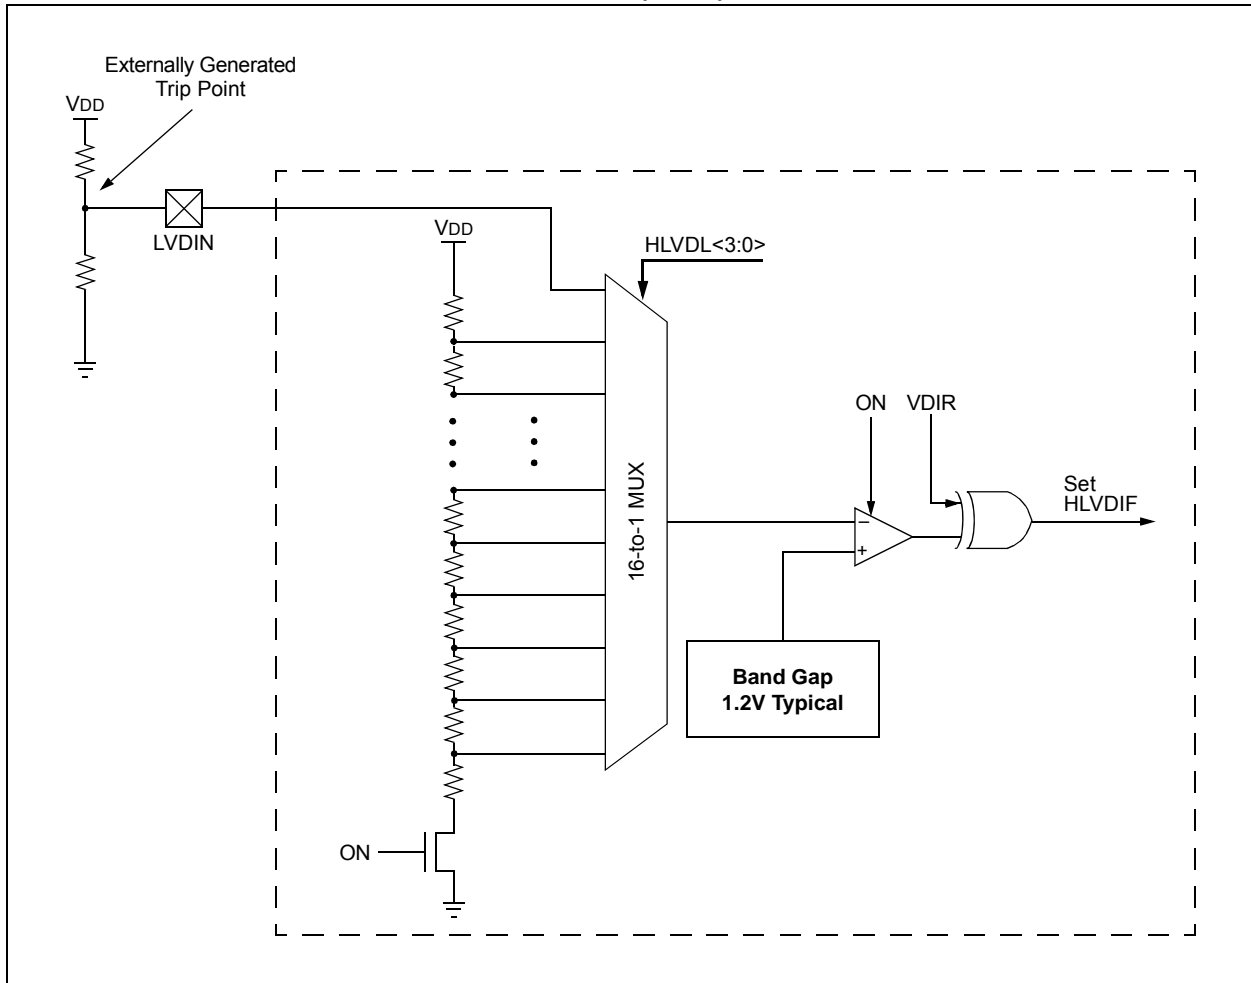 Externally Generated
Trip Point
VDD
LVDIN
VDD
HLVDL<3:0>
ON
VDIR
Set
HLVDIF
16-to-1 MUX
–
+
Band Gap
1.2V Typical
ON